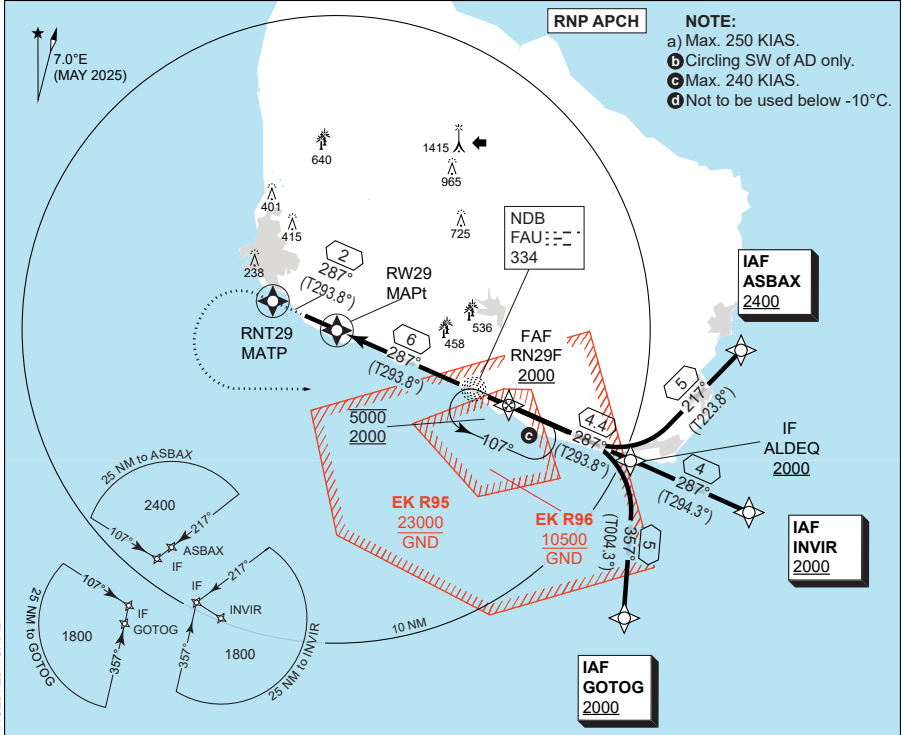 RNP APCH
NOTE:
a) Max. 250 KIAS.
b Circling SW of AD only.
c Max. 240 KIAS.
d Not to be used below -10°C.
7.0°E
(MAY 2025)
640
1415
965
401
415
725
238
NDB
FAU
334
2
287°
(T293.8°)
RW29
MAPt
RNT29
MATP
536
458
6
287°
(T293.8°)
FAF
RN29F
2000
IAF
ASBAX
2400
5
217°
(T223.8°)
5000
2000
107°
c
4.4
287°
(T293.8°)
IF
ALDEQ
2000
4
287°
(T294.3°)
IAF
INVIR
2000
EK R95
23000
GND
EK R96
10500
GND
5
357°
(T004.3°)
IAF
GOTOG
2000
10 NM
25 NM to ASBAX
2400
107°
217°
ASBAX
IF
25 NM to GOTOG
107°
IF
GOTOG
1800
357°
IF
217°
INVIR
1800
357°
25 NM to INVIR